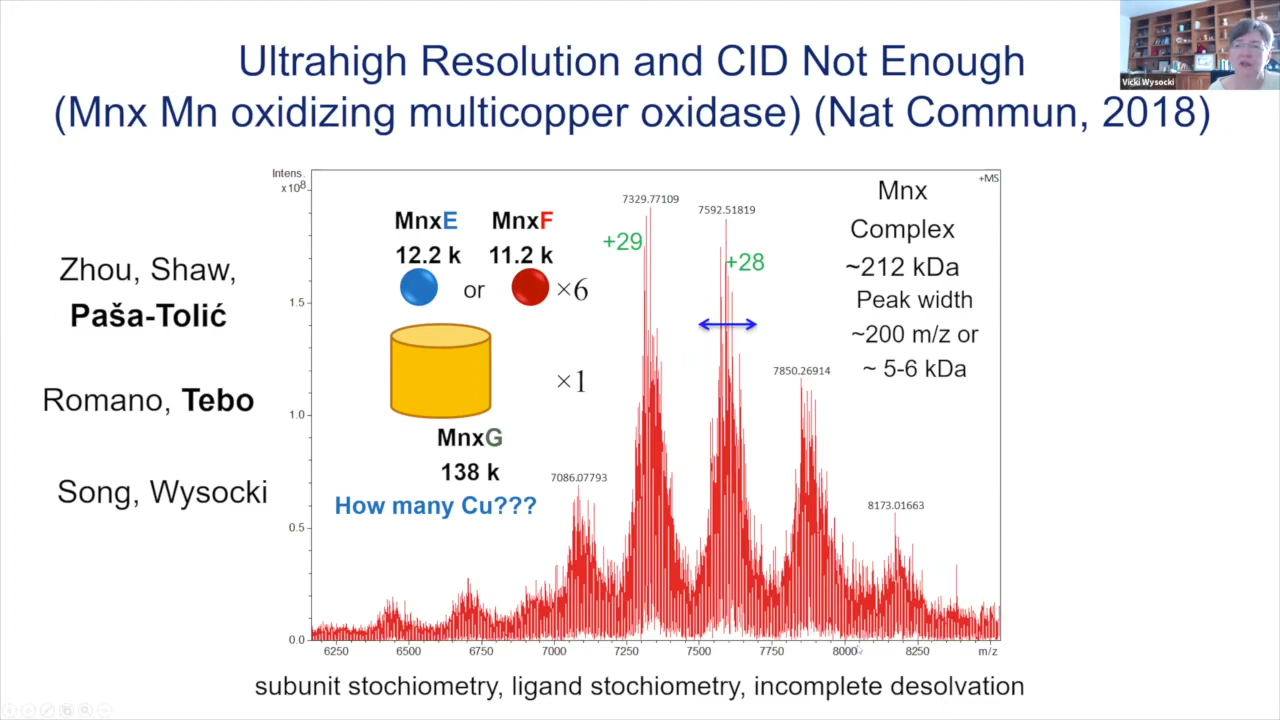 Ultrahigh Resolution and CID Not Enough
(Mnx Mn oxidizing multicopper oxidase) (Nat Commun, 2018)
Vicki Wysocki
Zhou, Shaw,
Paša-Tolić
Romano, Tebo
Song, Wysocki
Intens.
x10⁸
1.5
1.0
0.5
0.0
+MS
MnxE
12.2 k
or
MnxF
11.2 k
×6
×1
MnxG
138 k
How many Cu???
7086.07793
7329.77109
+29
7592.51819
+28
7850.26914
8173.01663
Mnx
Complex
~212 kDa
Peak width
~200 m/z or
~ 5-6 kDa
6250 6500 6750 7000 7250 7500 7750 8000 8250 m/z
subunit stochiometry, ligand stochiometry, incomplete desolvation